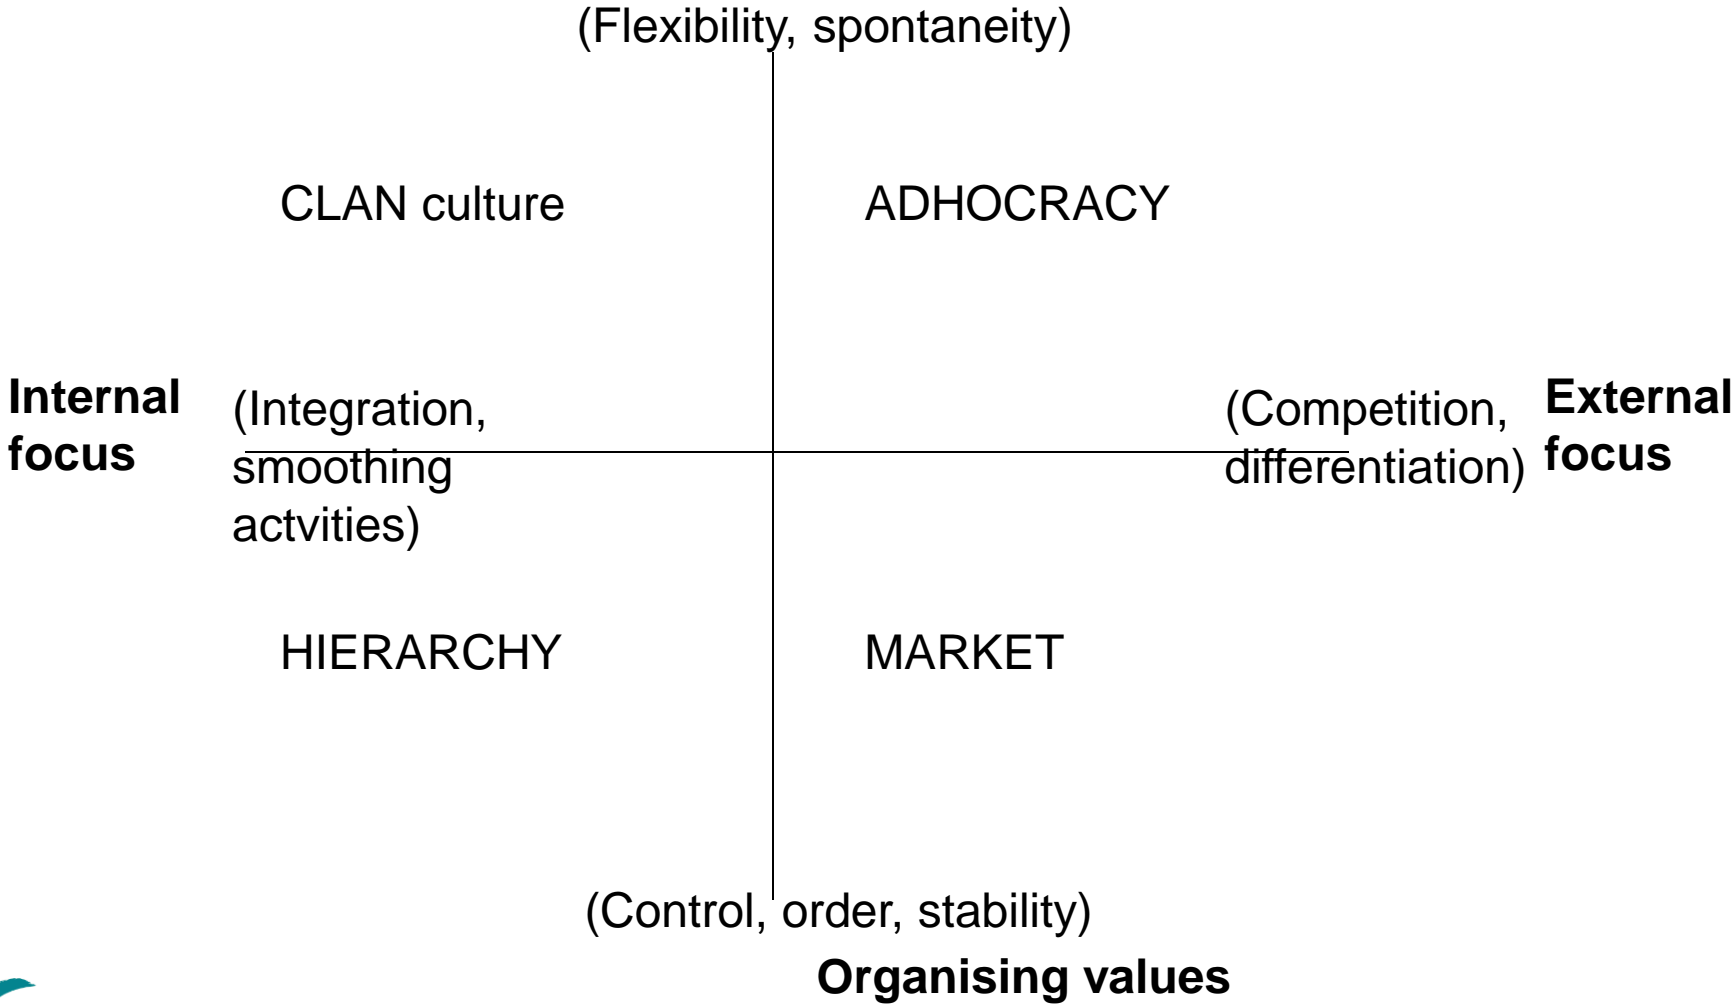 (Flexibility, spontaneity)
CLAN culture
ADHOCRACY
Internal
focus
(Integration,
smoothing
actvities)
(Competition,
differentiation)
External
focus
HIERARCHY
MARKET
(Control, order, stability)
Organising values